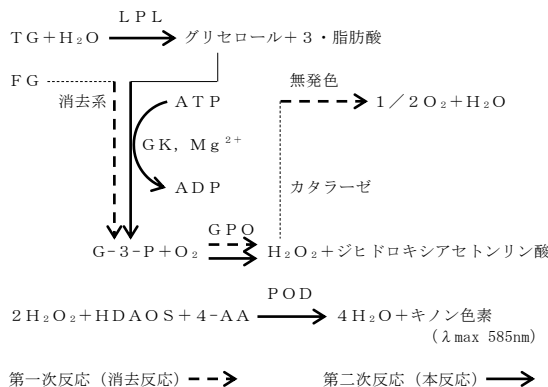 LPL
TG+H₂O グリセロール+3・脂肪酸
FG
消去系
ATP
GK, Mg²⁺
ADP
無発色
1/2O₂+H₂O
カタラーゼ
GPO
G-3-P+O₂ H₂O₂+ジヒドロキシアセトンリン酸
POD
2H₂O₂+HDAOS+4-AA 4H₂O+キノン色素
(λmax 585nm)
第一次反応(消去反応) 第二次反応(本反応)